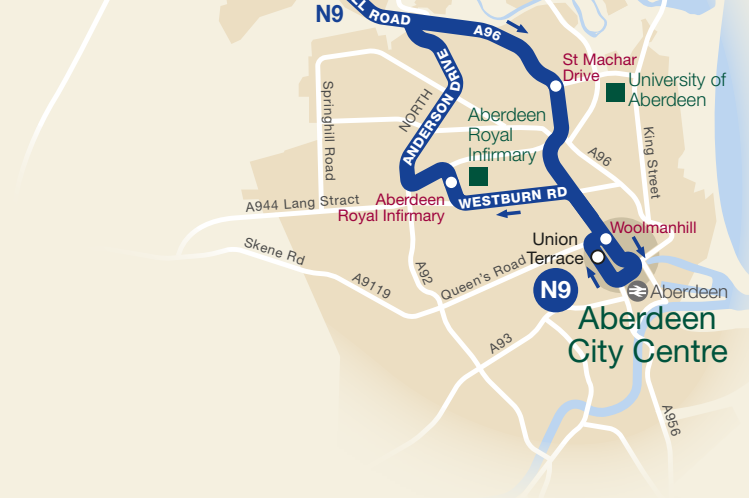 N9
LL ROAD
A96
St Machar
Drive
University of
Aberdeen
NORTH
ANDERSON DRIVE
Springhill Road
Aberdeen
Royal
Infirmary
A96
King Street
A944 Lang Stract
Aberdeen
Royal Infirmary
WESTBURN RD
Woolmanhill
Union
Terrace
Skene Rd
A9119
A92
Queen's Road
N9
Aberdeen
Aberdeen
City Centre
A93
A956